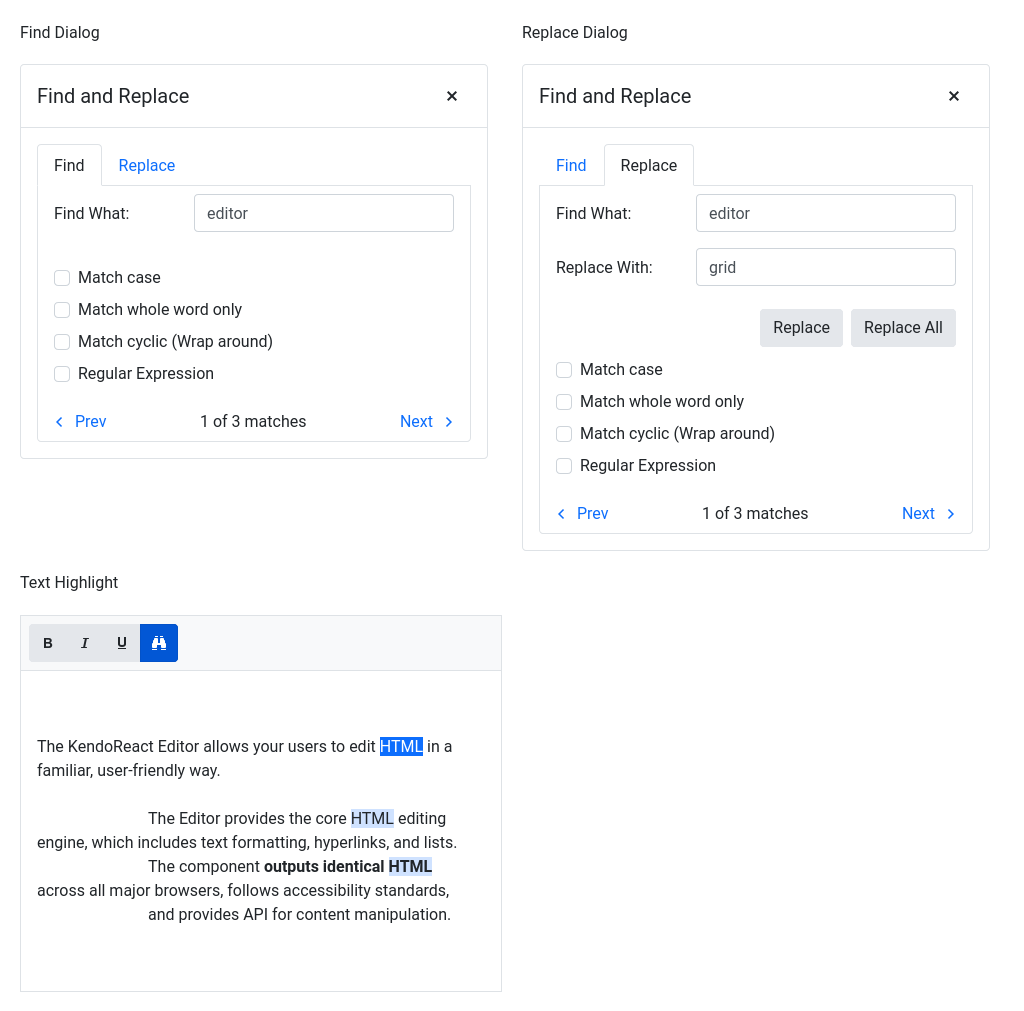 Find Dialog
Find and Replace
Find Replace
Find What: editor
Match case
Match whole word only
Match cyclic (Wrap around)
Regular Expression
Prev 1 of 3 matches Next
Replace Dialog
Find and Replace
Find Replace
Find What: editor
Replace With: grid
Replace Replace All
Match case
Match whole word only
Match cyclic (Wrap around)
Regular Expression
Prev 1 of 3 matches Next
Text Highlight
B I U
The KendoReact Editor allows your users to edit HTML in a
familiar, user-friendly way.
The Editor provides the core HTML editing
engine, which includes text formatting, hyperlinks, and lists.
The component outputs identical HTML
across all major browsers, follows accessibility standards,
and provides API for content manipulation.